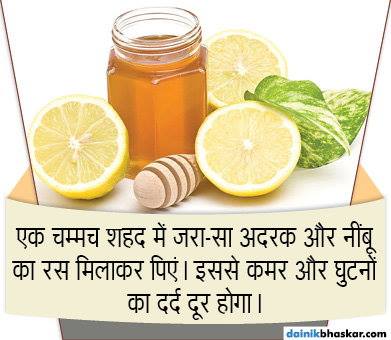 एक चम्मच शहद में जरा-सा अदरक और नींबू
का रस मिलाकर पिएं। इससे कमर और घुटनों
का दर्द दूर होगा।
dainikbhaskar.com